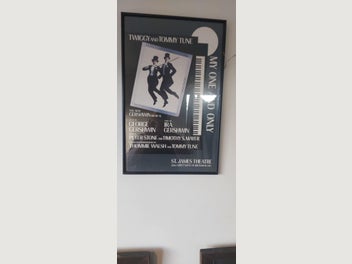 TWIGGY AND TOMMY TUNE
MY ONE AND ONLY
GEORGE GERSHWIN
IRA GERSHWIN
PETER STONE AND TIMOTHY S. MAYER
THOMMIE WALSH AND TOMMY TUNE
ST. JAMES THEATRE